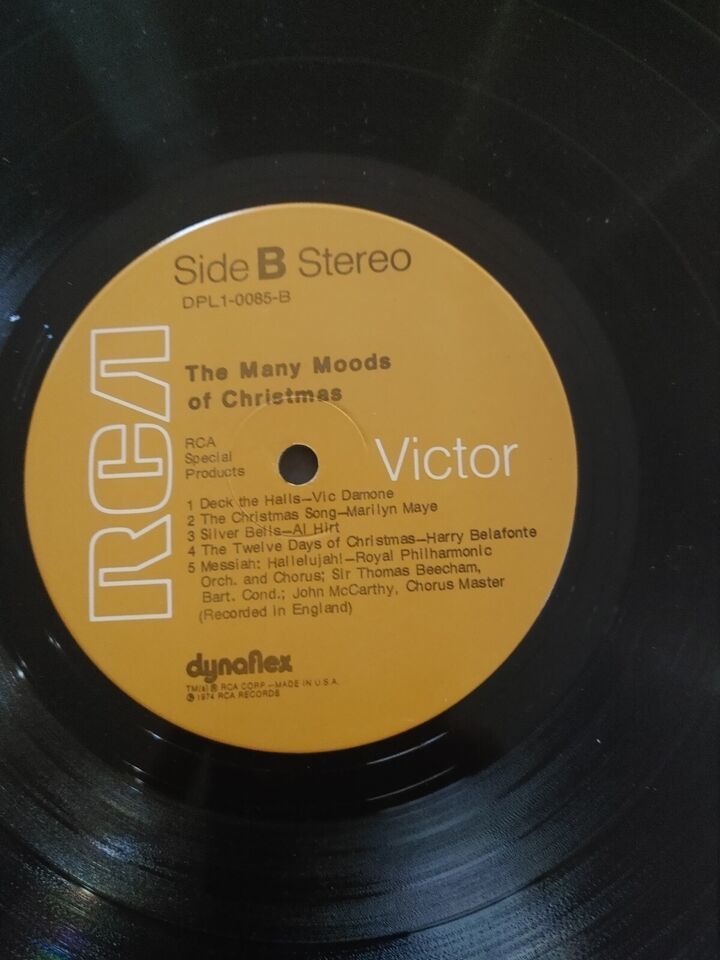 Side B Stereo
DPL1-0085-B
RCA
The Many Moods
of Christmas
RCA
Special
Products
Victor
1 Deck the Halls—Vic Damone
2 The Christmas Song—Marilyn Maye
3 Silver Bells—Al Hirt
4 The Twelve Days of Christmas—Harry Belafonte
5 Messiah: Hallelujah!—Royal Philharmonic
Orch. and Chorus; Sir Thomas Beecham,
Bart. Cond.; John McCarthy, Chorus Master
(Recorded in England)
dynaflex
TM(s) ® RCA CORP.—MADE IN U.S.A.
℗ 1974 RCA RECORDS